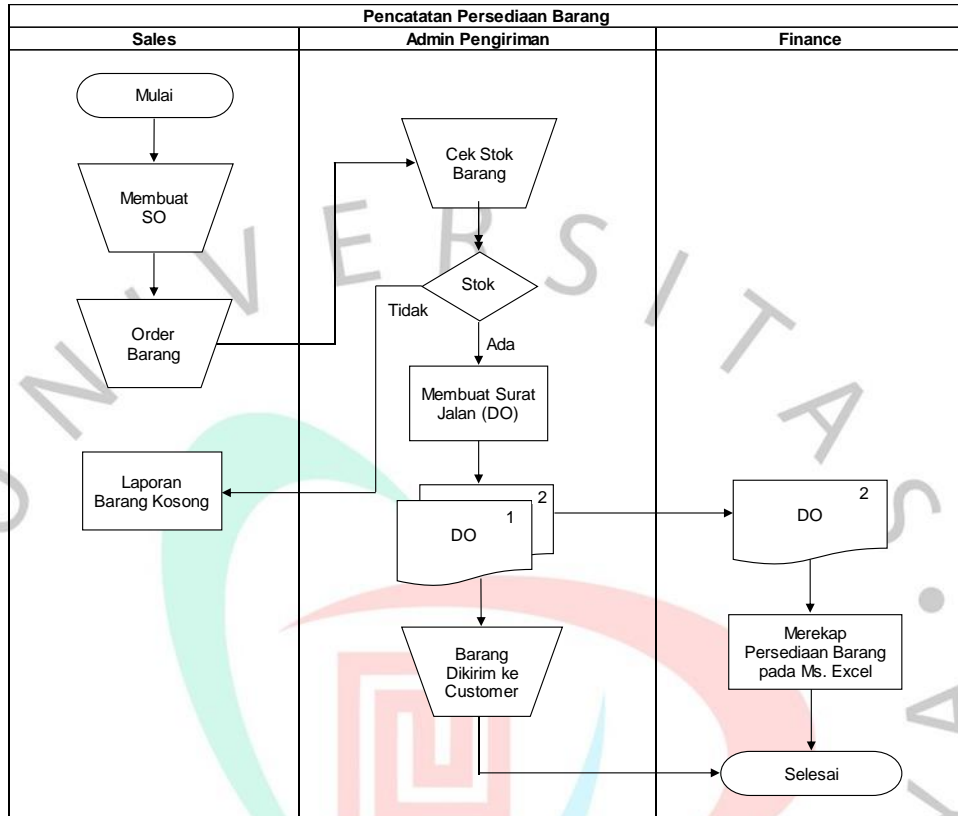 Pencatatan Persediaan Barang
Sales
Admin Pengiriman
Finance
Mulai
Membuat
SO
Order
Barang
Laporan
Barang Kosong
Cek Stok
Barang
Stok
Tidak
Ada
Membuat Surat
Jalan (DO)
2
1
DO
Barang
Dikirim ke
Customer
2
DO
Merekap
Persediaan Barang
pada Ms. Excel
Selesai
UNIVERSITAS